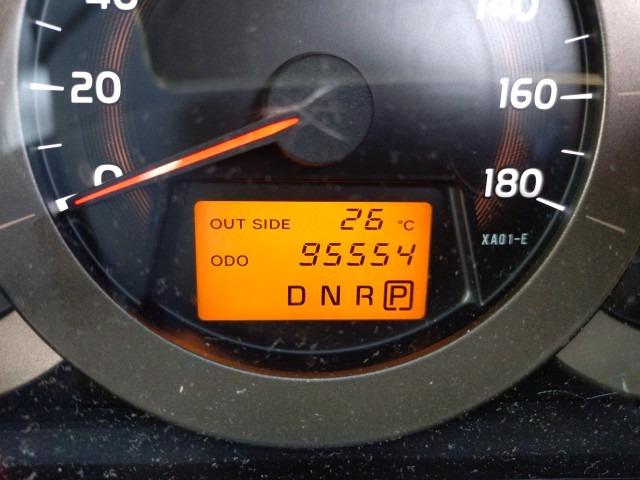 40
140
20
160
0
180
OUT SIDE 26 °C
XA01-E
ODO 95554
D N R P